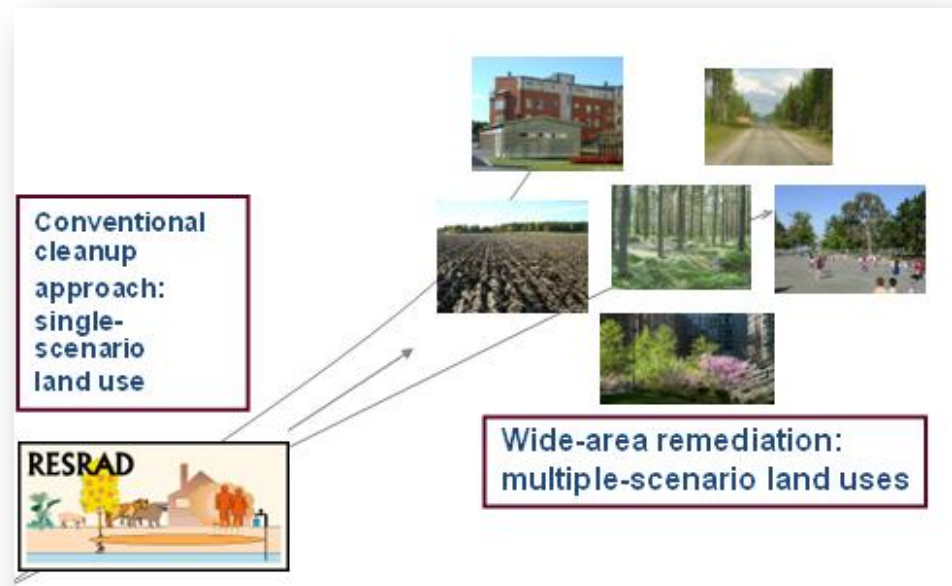 Conventional
cleanup
approach:
single-
scenario
land use
RESRAD
Wide-area remediation:
multiple-scenario land uses